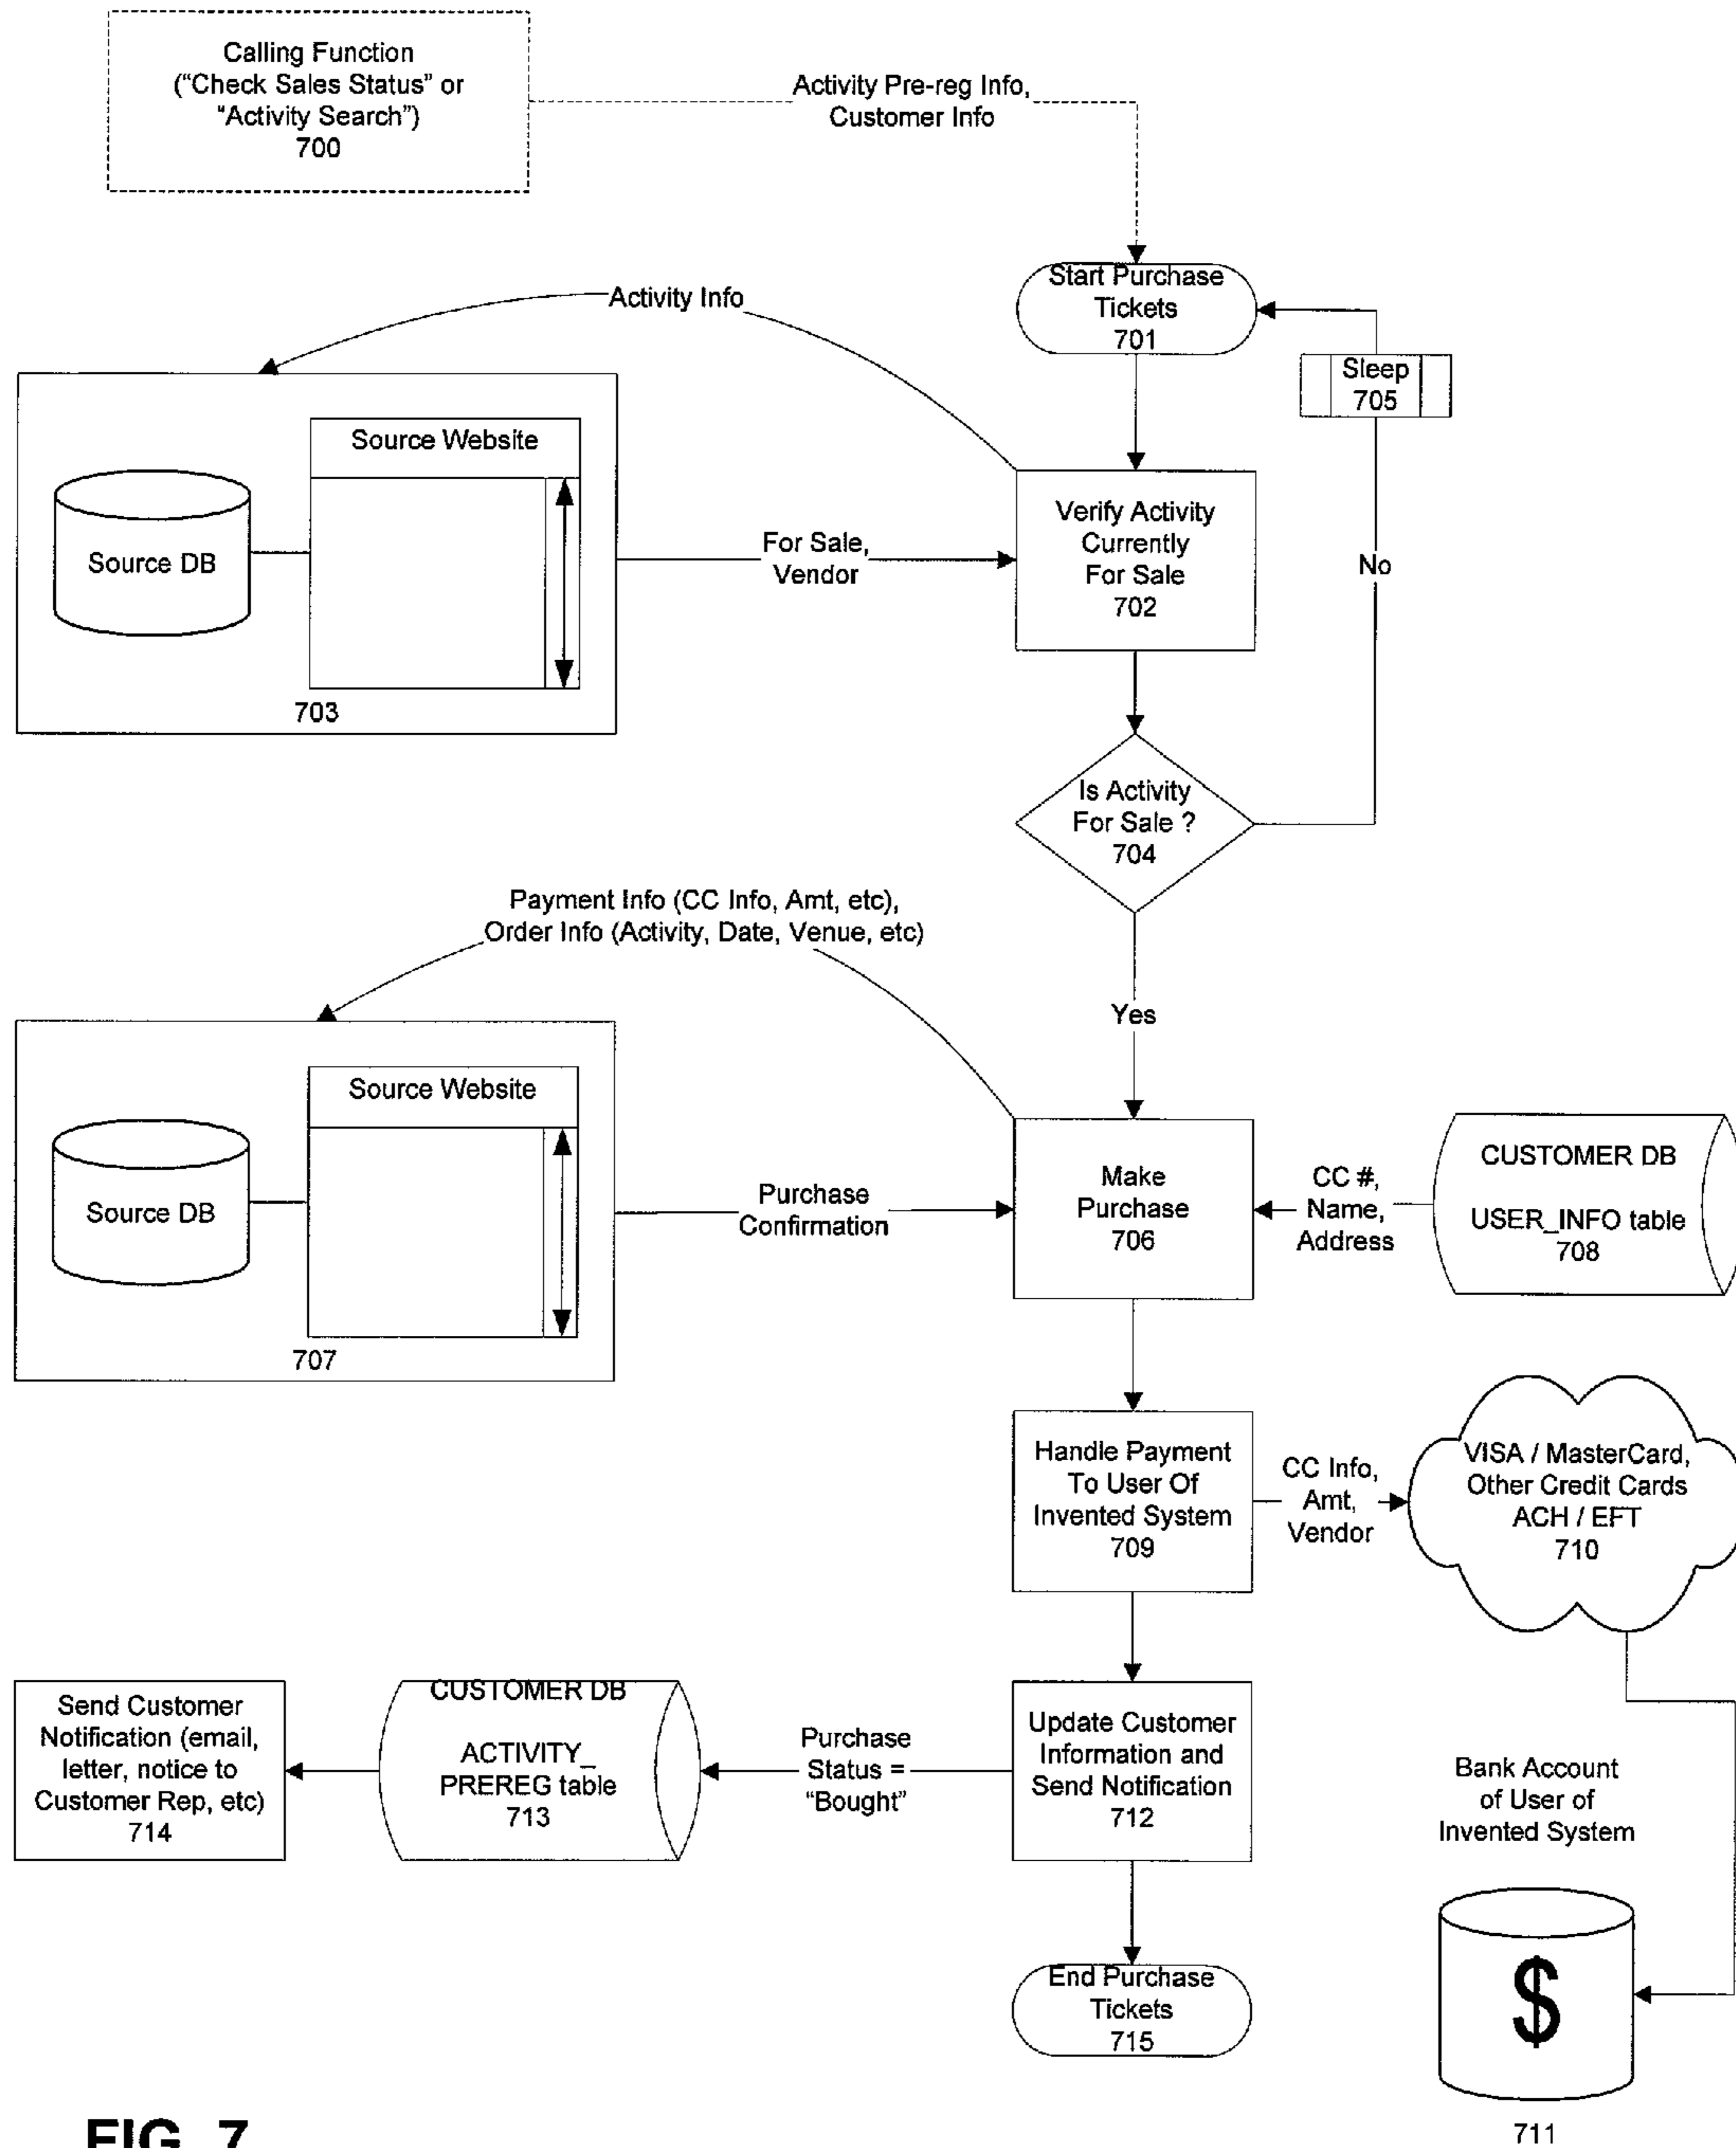 Calling Function
("Check Sales Status" or
"Activity Search")
700
Activity Pre-reg Info,
Customer Info
Start Purchase
Tickets
701
Activity Info
Sleep
705
Source Website
Source DB
703
For Sale,
Vendor
Verify Activity
Currently
For Sale
702
No
Is Activity
For Sale ?
704
Payment Info (CC Info, Amt, etc),
Order Info (Activity, Date, Venue, etc)
Yes
Source Website
Source DB
707
Purchase
Confirmation
Make
Purchase
706
CC #,
Name,
Address
CUSTOMER DB
USER_INFO table
708
Handle Payment
To User Of
Invented System
709
CC Info,
Amt,
Vendor
VISA / MasterCard,
Other Credit Cards
ACH / EFT
710
Send Customer
Notification (email,
letter, notice to
Customer Rep, etc)
714
CUSTOMER DB
ACTIVITY_
PREREG table
713
Purchase
Status =
"Bought"
Update Customer
Information and
Send Notification
712
Bank Account
of User of
Invented System
End Purchase
Tickets
715
$
711
FIG. 7